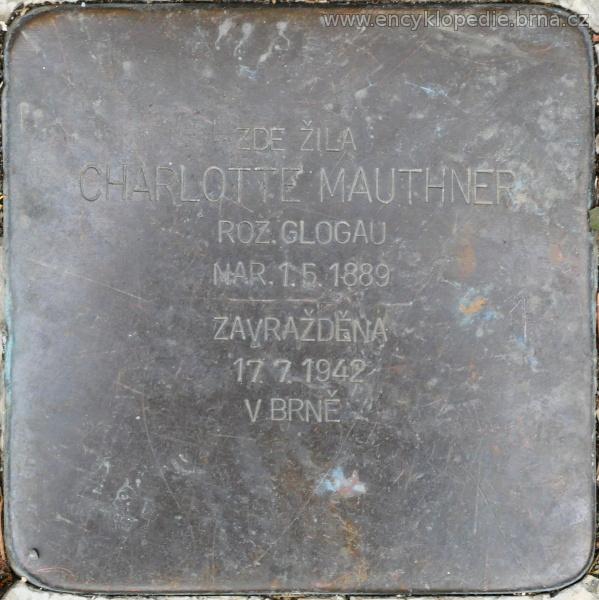 www.encyklopedie.brna.cz
ZDE ŽILA
CHARLOTTE MAUTHNER
ROZ. GLOGAU
NAR. 1. 5. 1889
ZAVRAŽDĚNA
17. 7. 1942
V BRNĚ